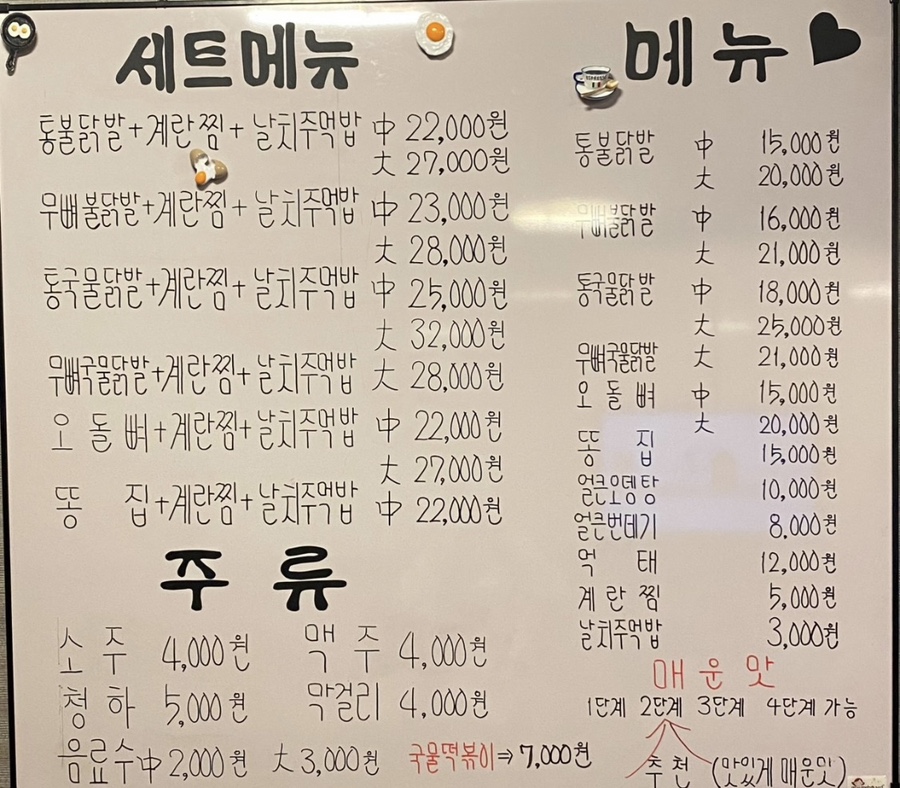 세트메뉴
통불닭발+계란찜+날치주먹밥 中 22,000원
大 27,000원
무뼈불닭발+계란찜+날치주먹밥 中 23,000원
大 28,000원
통국물닭발+계란찜+날치주먹밥 中 25,000원
大 32,000원
무뼈국물닭발+계란찜+날치주먹밥 大 28,000원
오돌뼈+계란찜+날치주먹밥 中 22,000원
大 27,000원
똥집+계란찜+날치주먹밥 中 22,000원
주류
소주 4,000원 맥주 4,000원
청하 5,000원 막걸리 4,000원
음료수 中 2,000원 大 3,000원 국물떡볶이⇒7,000원
메뉴
통불닭발 中 15,000원
大 20,000원
무뼈불닭발 中 16,000원
大 21,000원
통국물닭발 中 18,000원
大 25,000원
무뼈국물닭발 大 21,000원
오돌뼈 中 15,000원
大 20,000원
똥집 15,000원
얼큰오뎅탕 10,000원
얼큰번데기 8,000원
먹태 12,000원
계란찜 5,000원
날치주먹밥 3,000원
매운맛
1단계 2단계 3단계 4단계 가능
추천 (맛있게 매운맛)